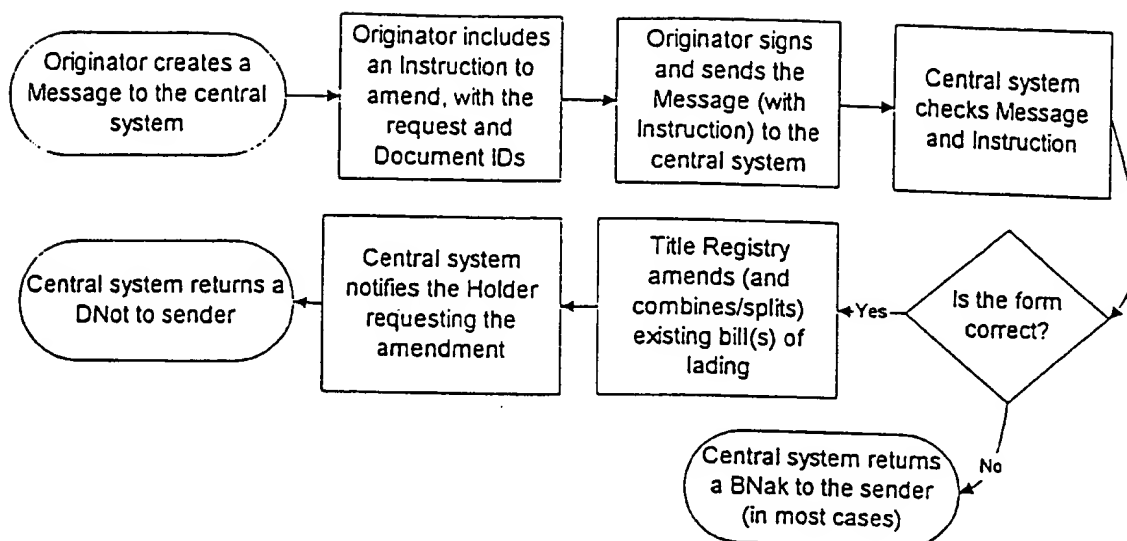 Originator creates a
Message to the central
system
Originator includes
an Instruction to
amend, with the
request and
Document IDs
Originator signs
and sends the
Message (with
Instruction) to the
central system
Central system
checks Message
and Instruction
Is the form
correct?
Yes
Title Registry
amends (and
combines/splits)
existing bill(s) of
lading
Central system
notifies the Holder
requesting the
amendment
Central system returns a
DNot to sender
No
Central system returns
a BNak to the sender
(in most cases)